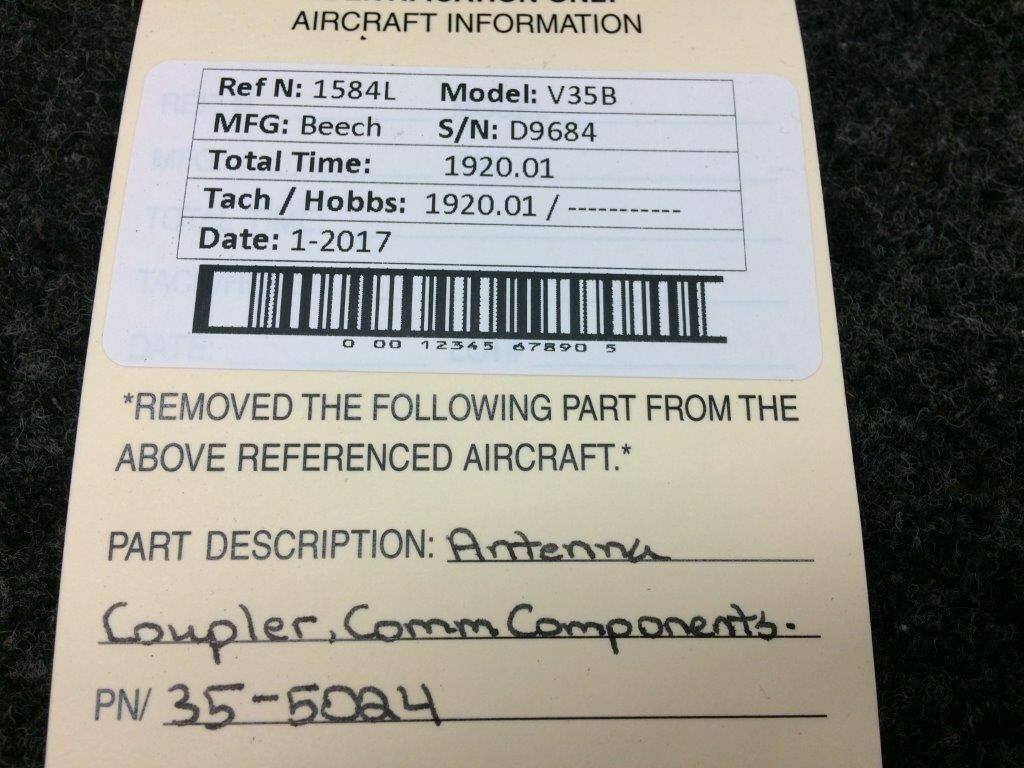 AIRCRAFT INFORMATION
Ref N: 1584L Model: V35B
MFG: Beech S/N: D9684
Total Time: 1920.01
Tach / Hobbs: 1920.01 / -----------
Date: 1-2017
0 00 12345 67890 5
*REMOVED THE FOLLOWING PART FROM THE
ABOVE REFERENCED AIRCRAFT.*
PART DESCRIPTION: Antenna
Coupler, Comm Components.
PN/ 35-5024